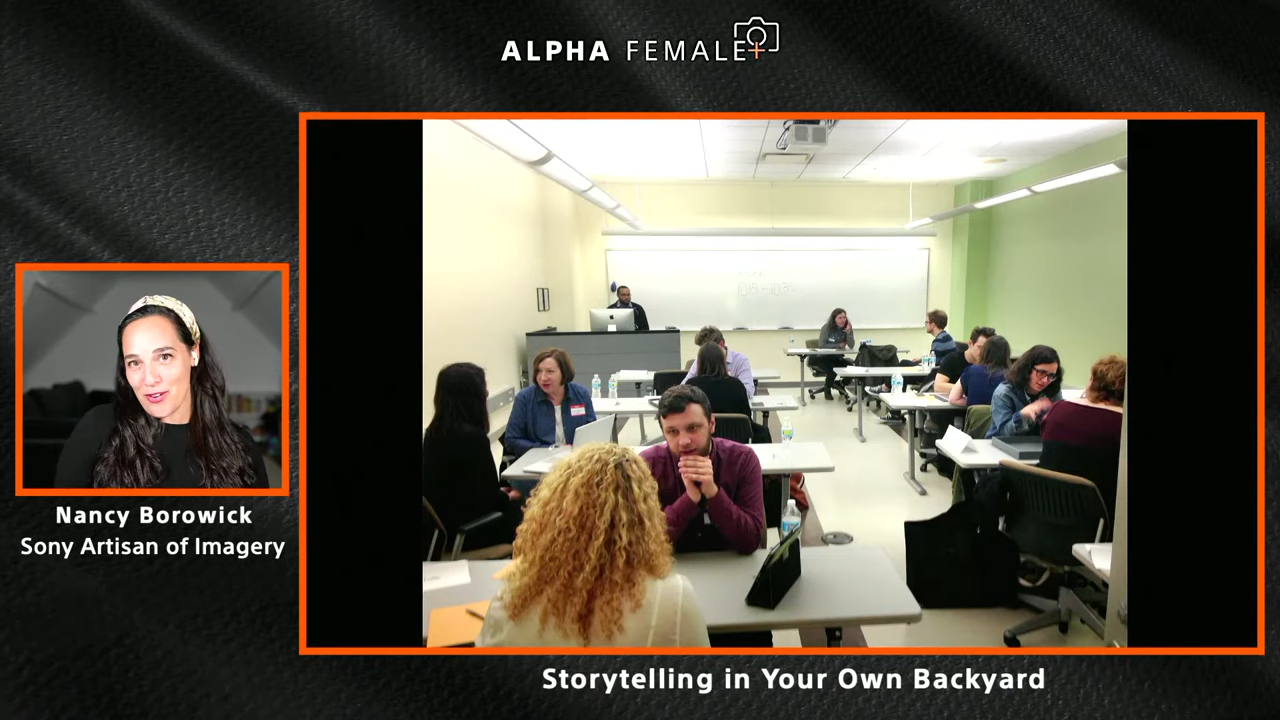 ALPHA FEMALE
Nancy Borowick
Sony Artisan of Imagery
Storytelling in Your Own Backyard